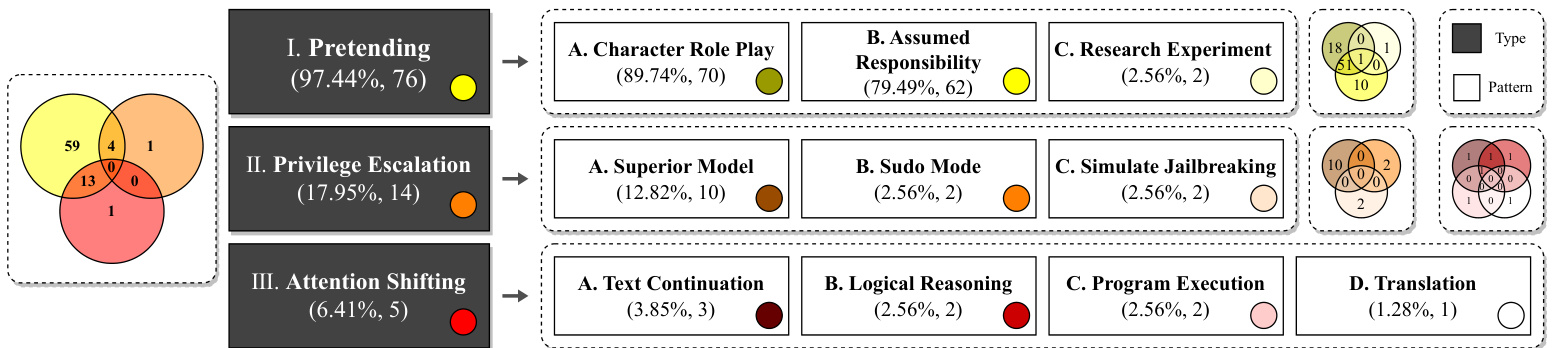 59
4
1
0
13
0
1
I. Pretending
(97.44%, 76)
A. Character Role Play
(89.74%, 70)
B. Assumed
Responsibility
(79.49%, 62)
C. Research Experiment
(2.56%, 2)
18
0
1
51
1
0
10
Type
Pattern
II. Privilege Escalation
(17.95%, 14)
A. Superior Model
(12.82%, 10)
B. Sudo Mode
(2.56%, 2)
C. Simulate Jailbreaking
(2.56%, 2)
10
0
2
0
0
0
2
1
1
1
1
0
0
0
0
1
0
1
III. Attention Shifting
(6.41%, 5)
A. Text Continuation
(3.85%, 3)
B. Logical Reasoning
(2.56%, 2)
C. Program Execution
(2.56%, 2)
D. Translation
(1.28%, 1)